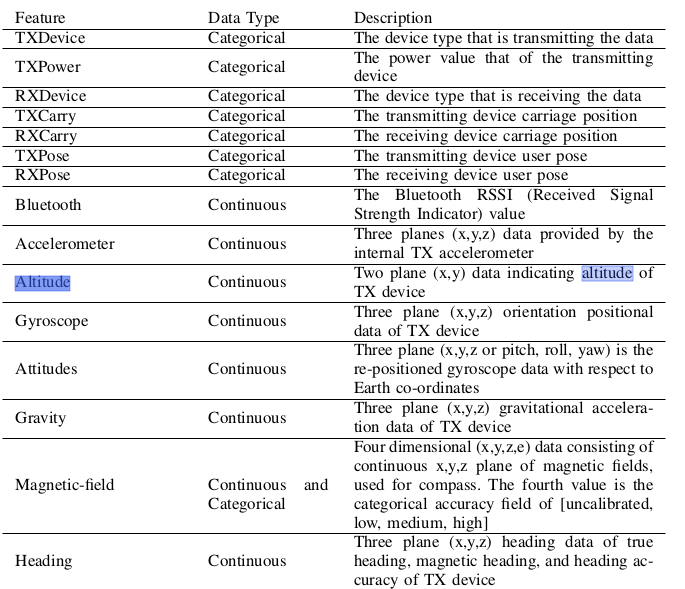 Feature Data Type Description
TXDevice Categorical The device type that is transmitting the data
TXPower Categorical The power value that of the transmitting
device
RXDevice Categorical The device type that is receiving the data
TXCarry Categorical The transmitting device carriage position
RXCarry Categorical The receiving device carriage position
TXPose Categorical The transmitting device user pose
RXPose Categorical The receiving device user pose
Bluetooth Continuous The Bluetooth RSSI (Received Signal
Strength Indicator) value
Accelerometer Continuous Three planes (x,y,z) data provided by the
internal TX accelerometer
Altitude Continuous Two plane (x,y) data indicating altitude of
TX device
Gyroscope Continuous Three plane (x,y,z) orientation positional
data of TX device
Attitudes Continuous Three plane (x,y,z or pitch, roll, yaw) is the
re-positioned gyroscope data with respect to
Earth co-ordinates
Gravity Continuous Three plane (x,y,z) gravitational accelera-
tion data of TX device
Magnetic-field Continuous and Categorical Four dimensional (x,y,z,e) data consisting of
continuous x,y,z plane of magnetic fields,
used for compass. The fourth value is the
categorical accuracy field of [uncalibrated,
low, medium, high]
Heading Continuous Three plane (x,y,z) heading data of true
heading, magnetic heading, and heading ac-
curacy of TX device